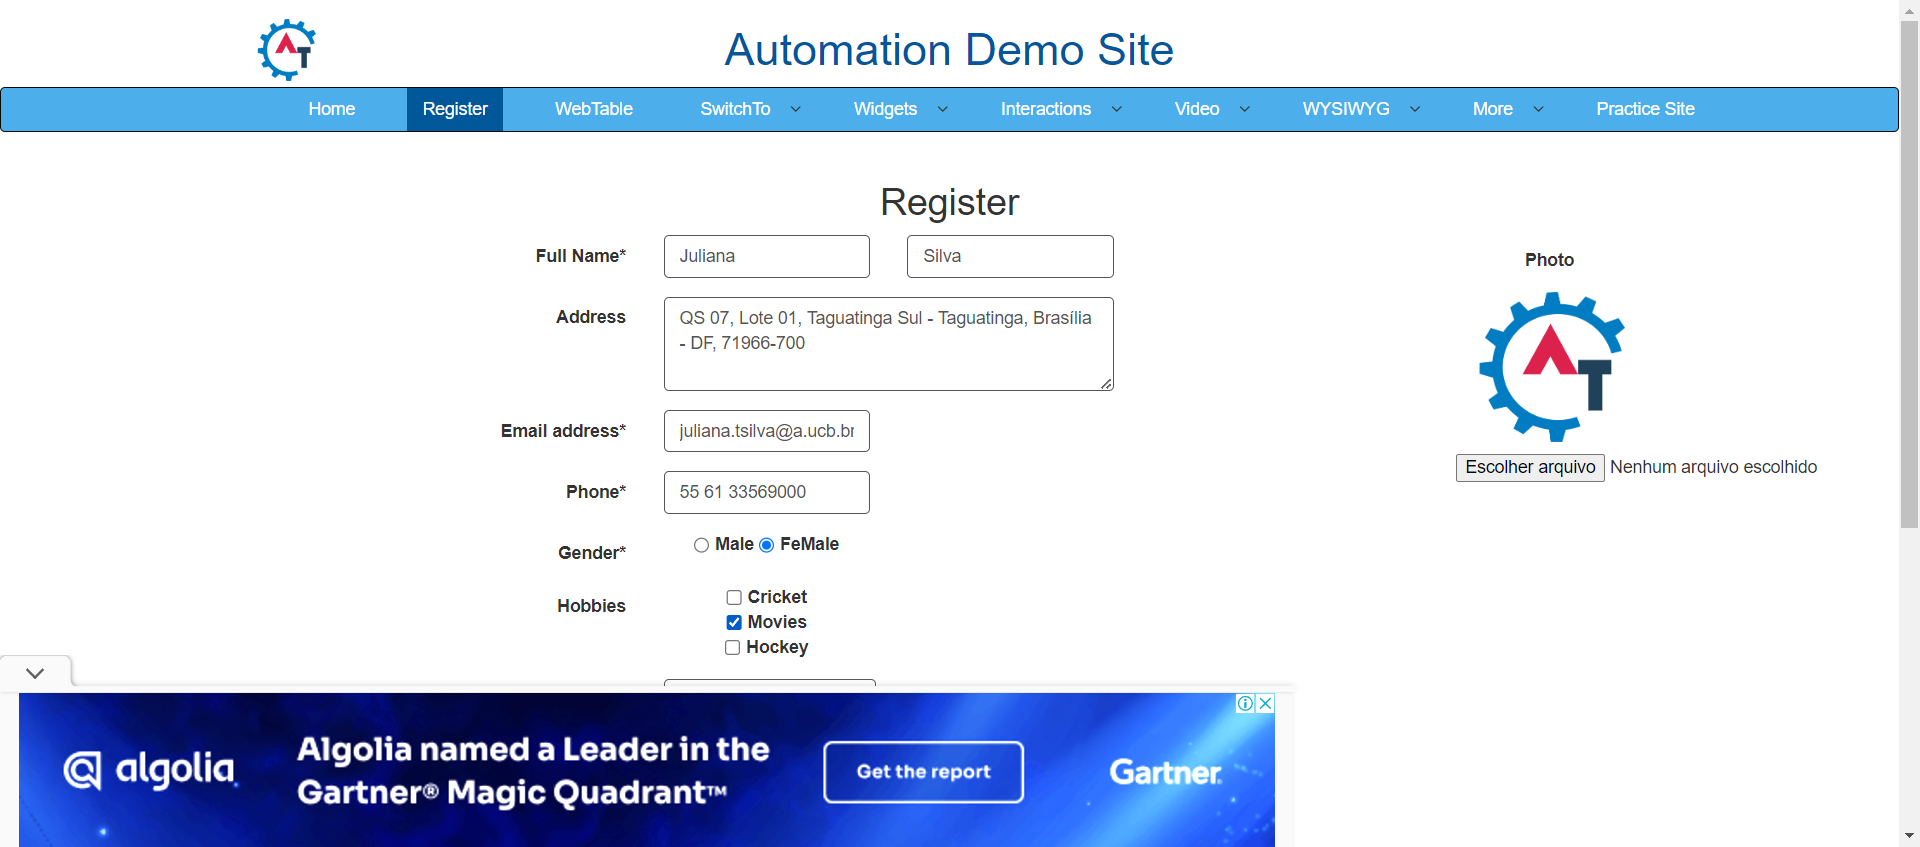 AT
Automation Demo Site
Home Register WebTable SwitchTo Widgets Interactions Video WYSIWYG More Practice Site
Register
Full Name* Juliana Silva
Photo
Address QS 07, Lote 01, Taguatinga Sul - Taguatinga, Brasília
- DF, 71966-700
AT
Email address* juliana.tsilva@a.ucb.br
Escolher arquivo Nenhum arquivo escolhido
Phone* 55 61 33569000
Gender* Male FeMale
Hobbies Cricket
Movies
Hockey
algolia
Algolia named a Leader in the
Gartner® Magic Quadrant™
Get the report
Gartner